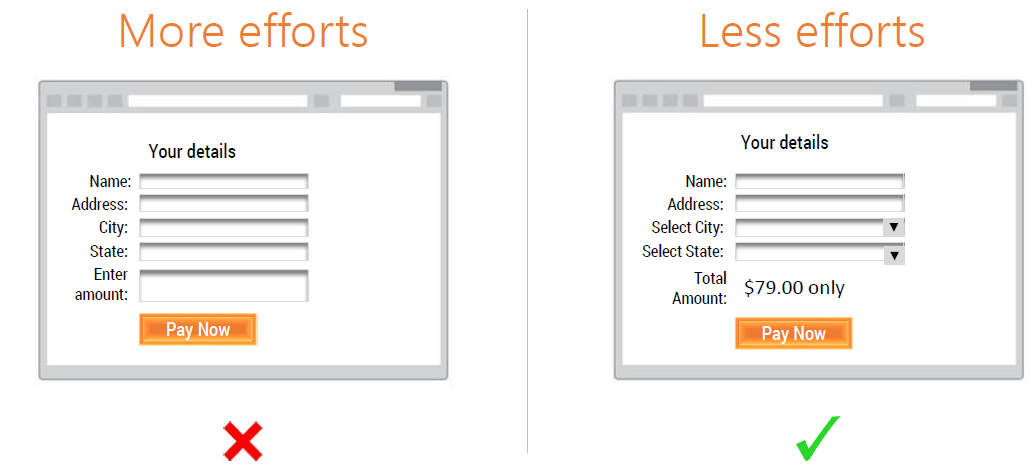 More efforts
Your details
Name:
Address:
City:
State:
Enter
amount:
Pay Now
Less efforts
Your details
Name:
Address:
Select City:
Select State:
Total
Amount:
$79.00 only
Pay Now